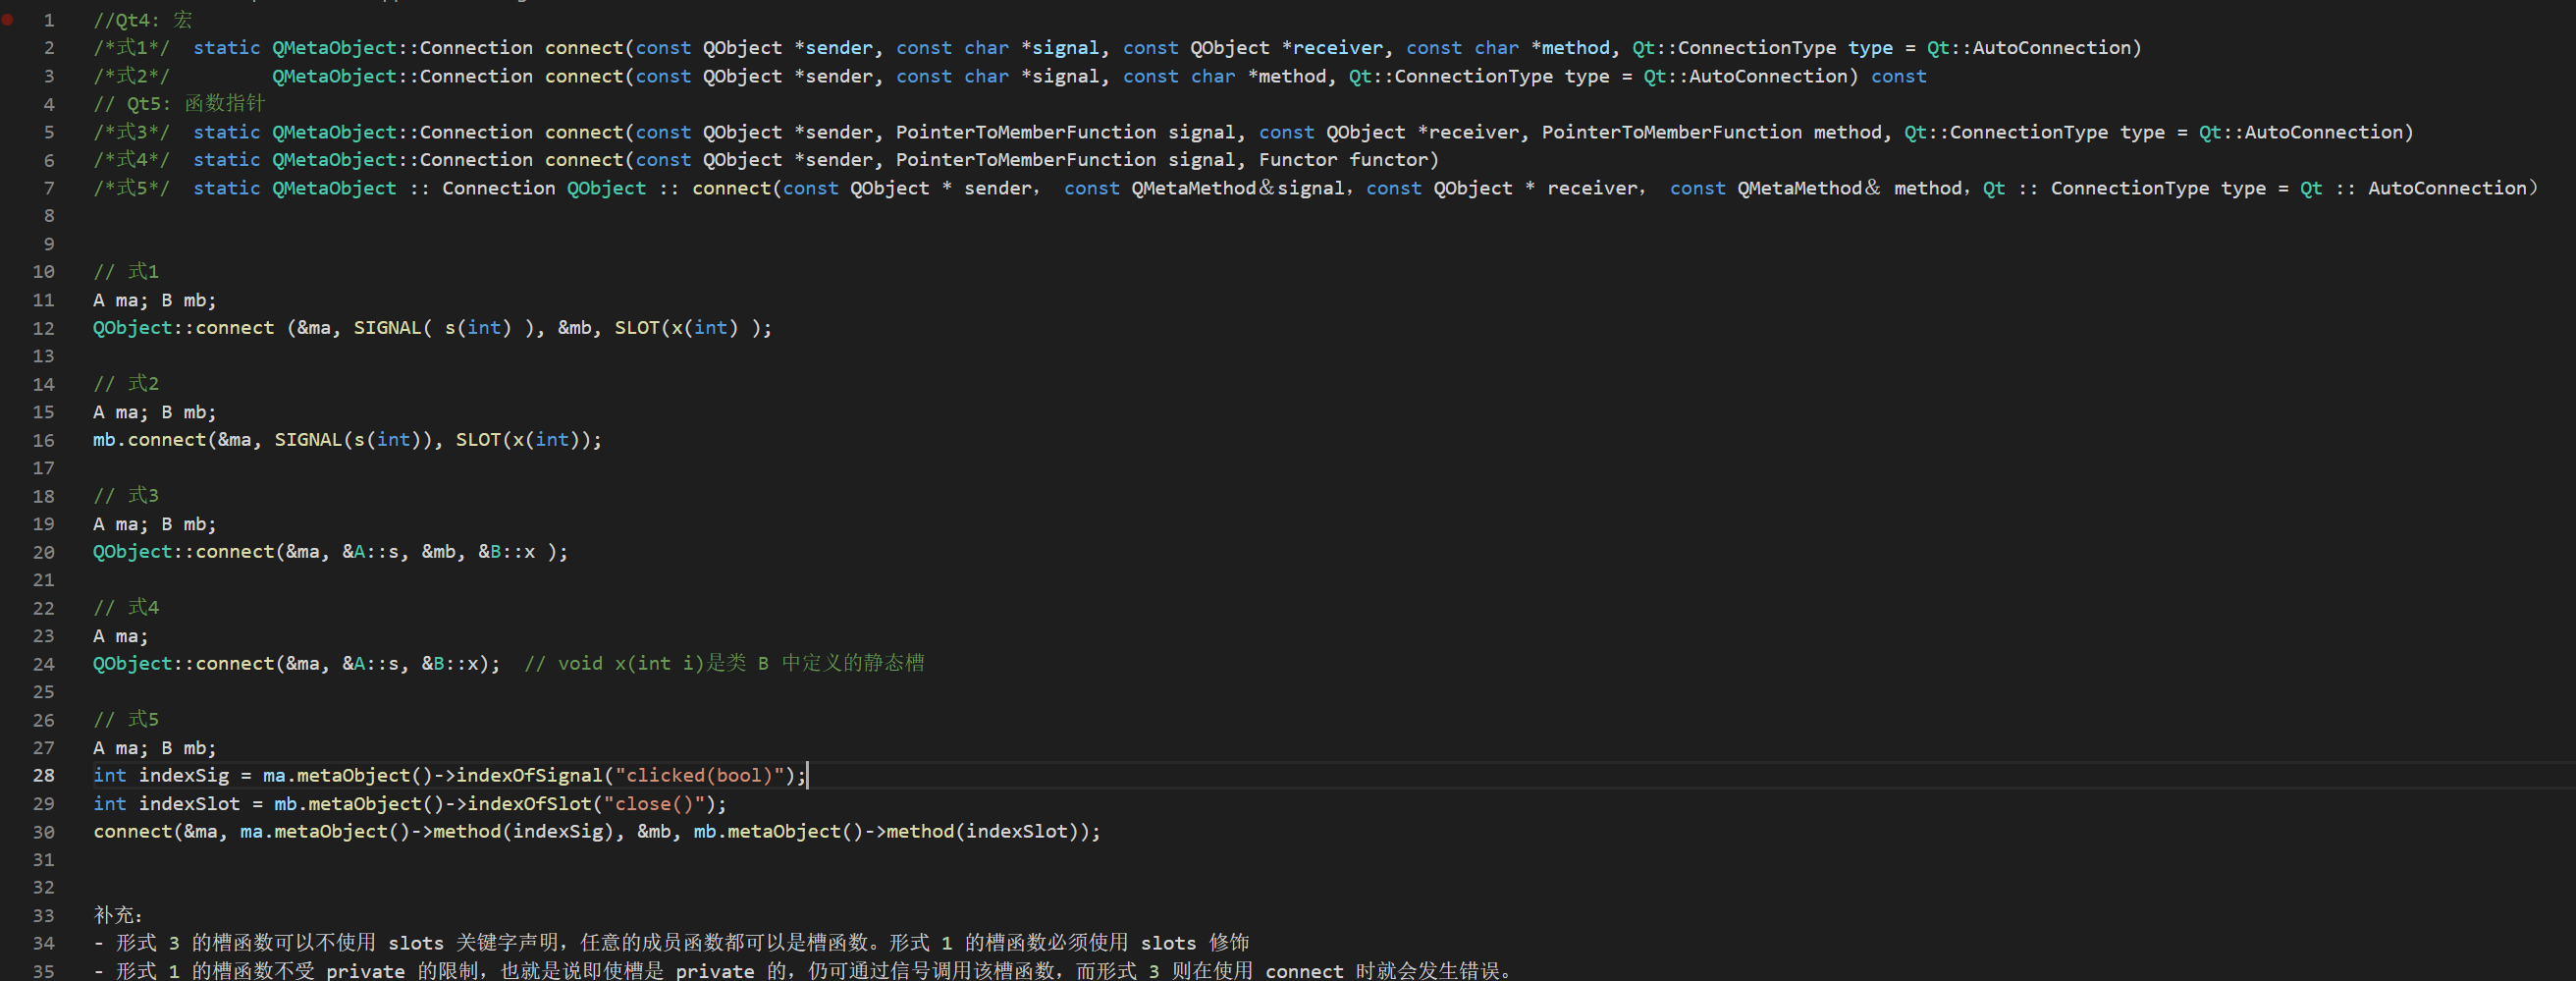 1 //Qt4: 宏
2 /*式1*/  static QMetaObject::Connection connect(const QObject *sender, const char *signal, const QObject *receiver, const char *method, Qt::ConnectionType type = Qt::AutoConnection)
3 /*式2*/         QMetaObject::Connection connect(const QObject *sender, const char *signal, const char *method, Qt::ConnectionType type = Qt::AutoConnection) const
4 // Qt5: 函数指针
5 /*式3*/  static QMetaObject::Connection connect(const QObject *sender, PointerToMemberFunction signal, const QObject *receiver, PointerToMemberFunction method, Qt::ConnectionType type = Qt::AutoConnection)
6 /*式4*/  static QMetaObject::Connection connect(const QObject *sender, PointerToMemberFunction signal, Functor functor)
7 /*式5*/  static QMetaObject :: Connection QObject :: connect(const QObject * sender， const QMetaMethod＆signal，const QObject * receiver， const QMetaMethod＆ method，Qt :: ConnectionType type = Qt :: AutoConnection）
8
9
10 // 式1
11 A ma; B mb;
12 QObject::connect (&ma, SIGNAL( s(int) ), &mb, SLOT(x(int) );
13
14 // 式2
15 A ma; B mb;
16 mb.connect(&ma, SIGNAL(s(int)), SLOT(x(int));
17
18 // 式3
19 A ma; B mb;
20 QObject::connect(&ma, &A::s, &mb, &B::x );
21
22 // 式4
23 A ma;
24 QObject::connect(&ma, &A::s, &B::x);  // void x(int i)是类 B 中定义的静态槽
25
26 // 式5
27 A ma; B mb;
28 int indexSig = ma.metaObject()->indexOfSignal("clicked(bool)");
29 int indexSlot = mb.metaObject()->indexOfSlot("close()");
30 connect(&ma, ma.metaObject()->method(indexSig), &mb, mb.metaObject()->method(indexSlot));
31
32
33 补充：
34 - 形式 3 的槽函数可以不使用 slots 关键字声明，任意的成员函数都可以是槽函数。形式 1 的槽函数必须使用 slots 修饰
35 - 形式 1 的槽函数不受 private 的限制，也就是说即使槽是 private 的，仍可通过信号调用该槽函数，而形式 3 则在使用 connect 时就会发生错误。